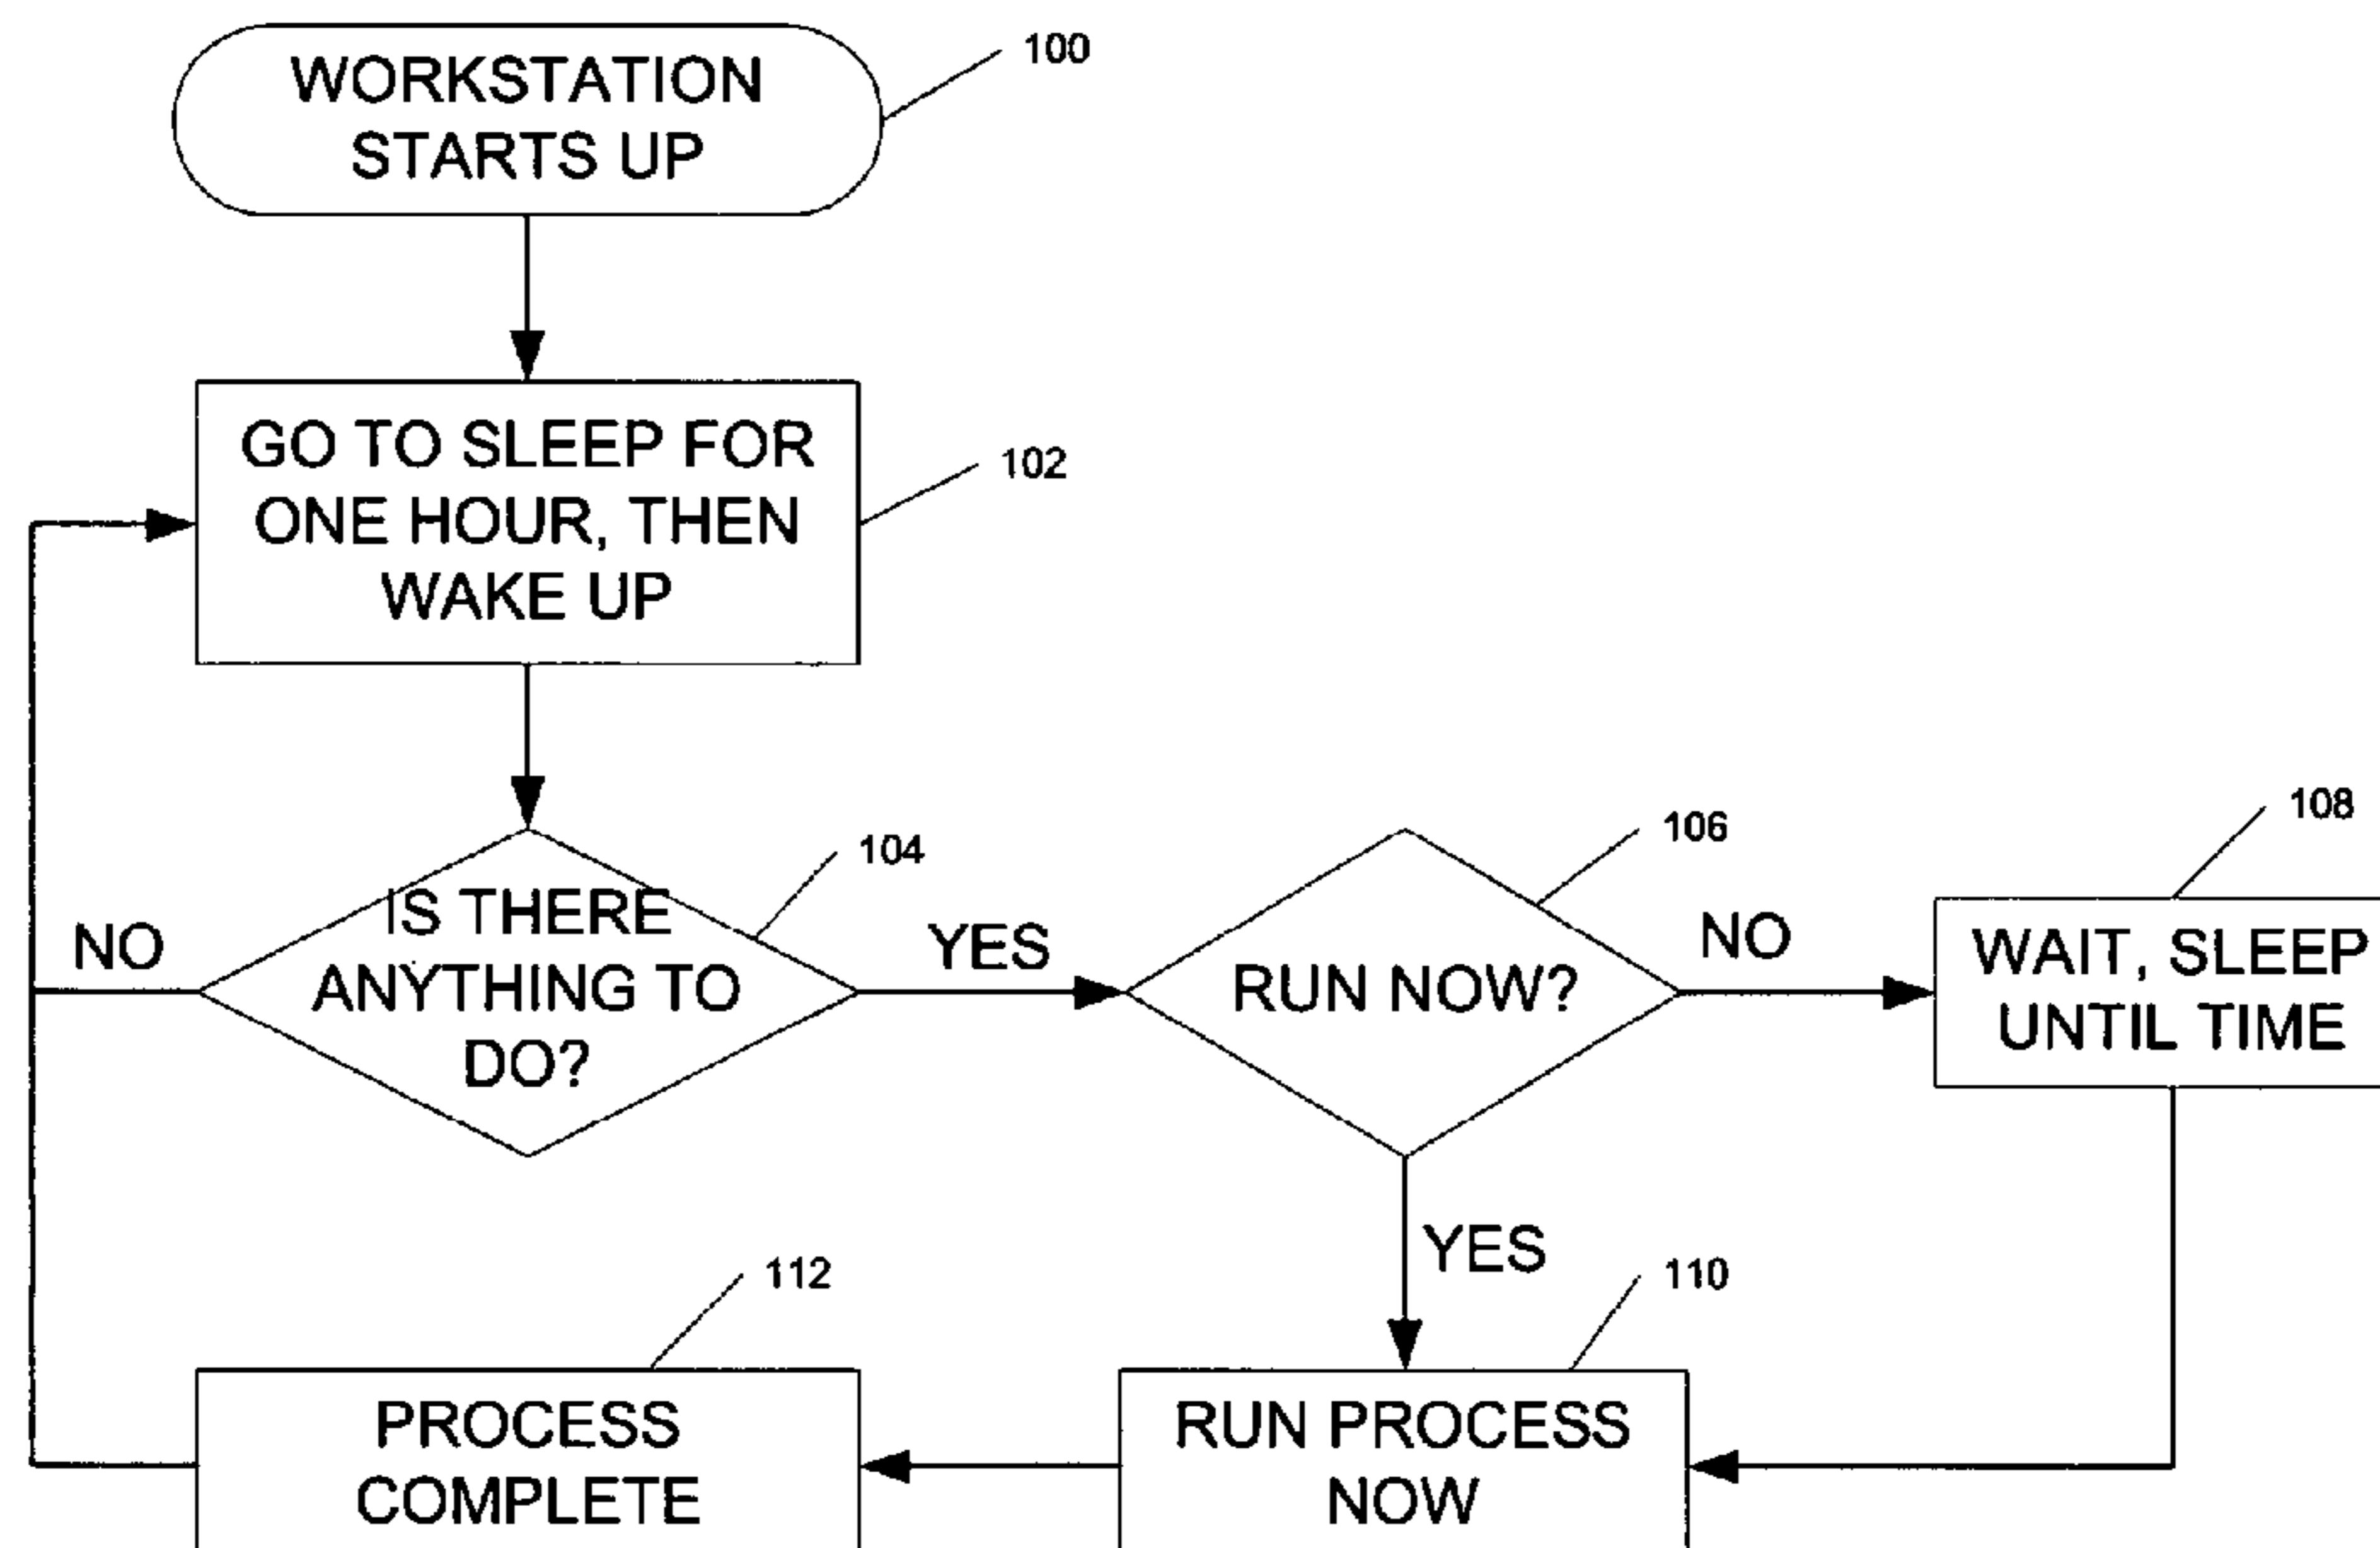 WORKSTATION
STARTS UP
100
GO TO SLEEP FOR
ONE HOUR, THEN
WAKE UP
102
IS THERE
ANYTHING TO
DO?
104
NO
YES
RUN NOW?
106
NO
WAIT, SLEEP
UNTIL TIME
108
YES
RUN PROCESS
NOW
110
PROCESS
COMPLETE
112